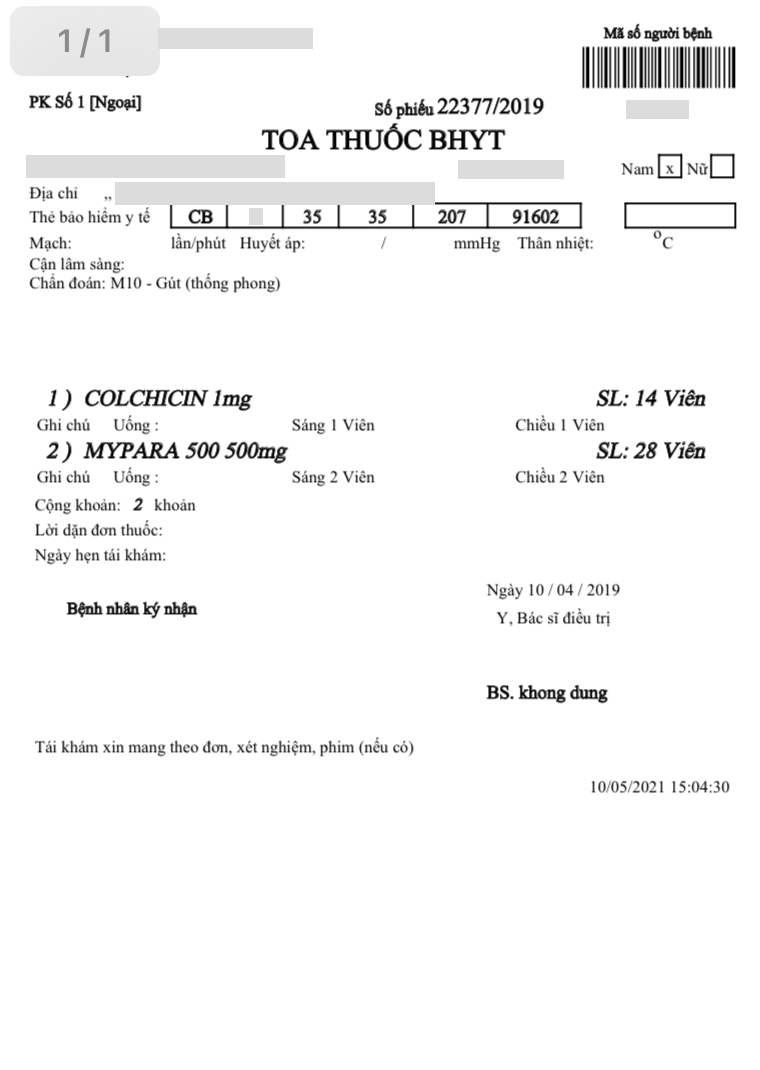 1/1
Mã số người bệnh
PK Số 1 [Ngoại]
Số phiếu 22377/2019
TOA THUỐC BHYT
Nam x Nữ
Địa chỉ ,,
Thẻ bảo hiểm y tế CB 35 35 207 91602
Mạch: lần/phút Huyết áp: / mmHg Thân nhiệt: °C
Cận lâm sàng:
Chẩn đoán: M10 - Gút (thống phong)
1 ) COLCHICIN 1mg SL: 14 Viên
Ghi chú Uống : Sáng 1 Viên Chiều 1 Viên
2 ) MYPARA 500 500mg SL: 28 Viên
Ghi chú Uống : Sáng 2 Viên Chiều 2 Viên
Cộng khoản: 2 khoản
Lời dặn đơn thuốc:
Ngày hẹn tái khám:
Ngày 10 / 04 / 2019
Bệnh nhân ký nhận
Y, Bác sĩ điều trị
BS. khong dung
Tái khám xin mang theo đơn, xét nghiệm, phim (nếu có)
10/05/2021 15:04:30